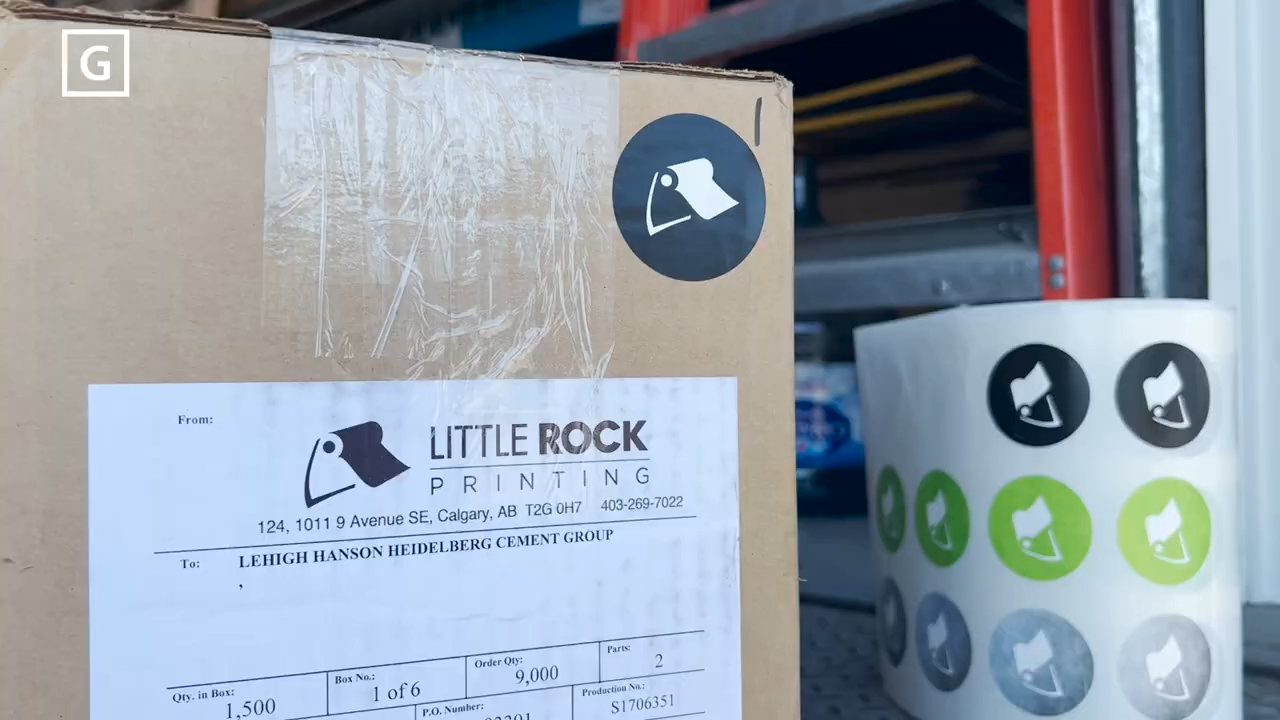 G
From:
LITTLE ROCK
PRINTING
124, 1011 9 Avenue SE, Calgary, AB T2G 0H7 403-269-7022
To: LEHIGH HANSON HEIDELBERG CEMENT GROUP
,
Qty. in Box: 1,500
Box No.: 1 of 6
Order Qty: 9,000
Parts: 2
P.O. Number:
Production No.: S1706351